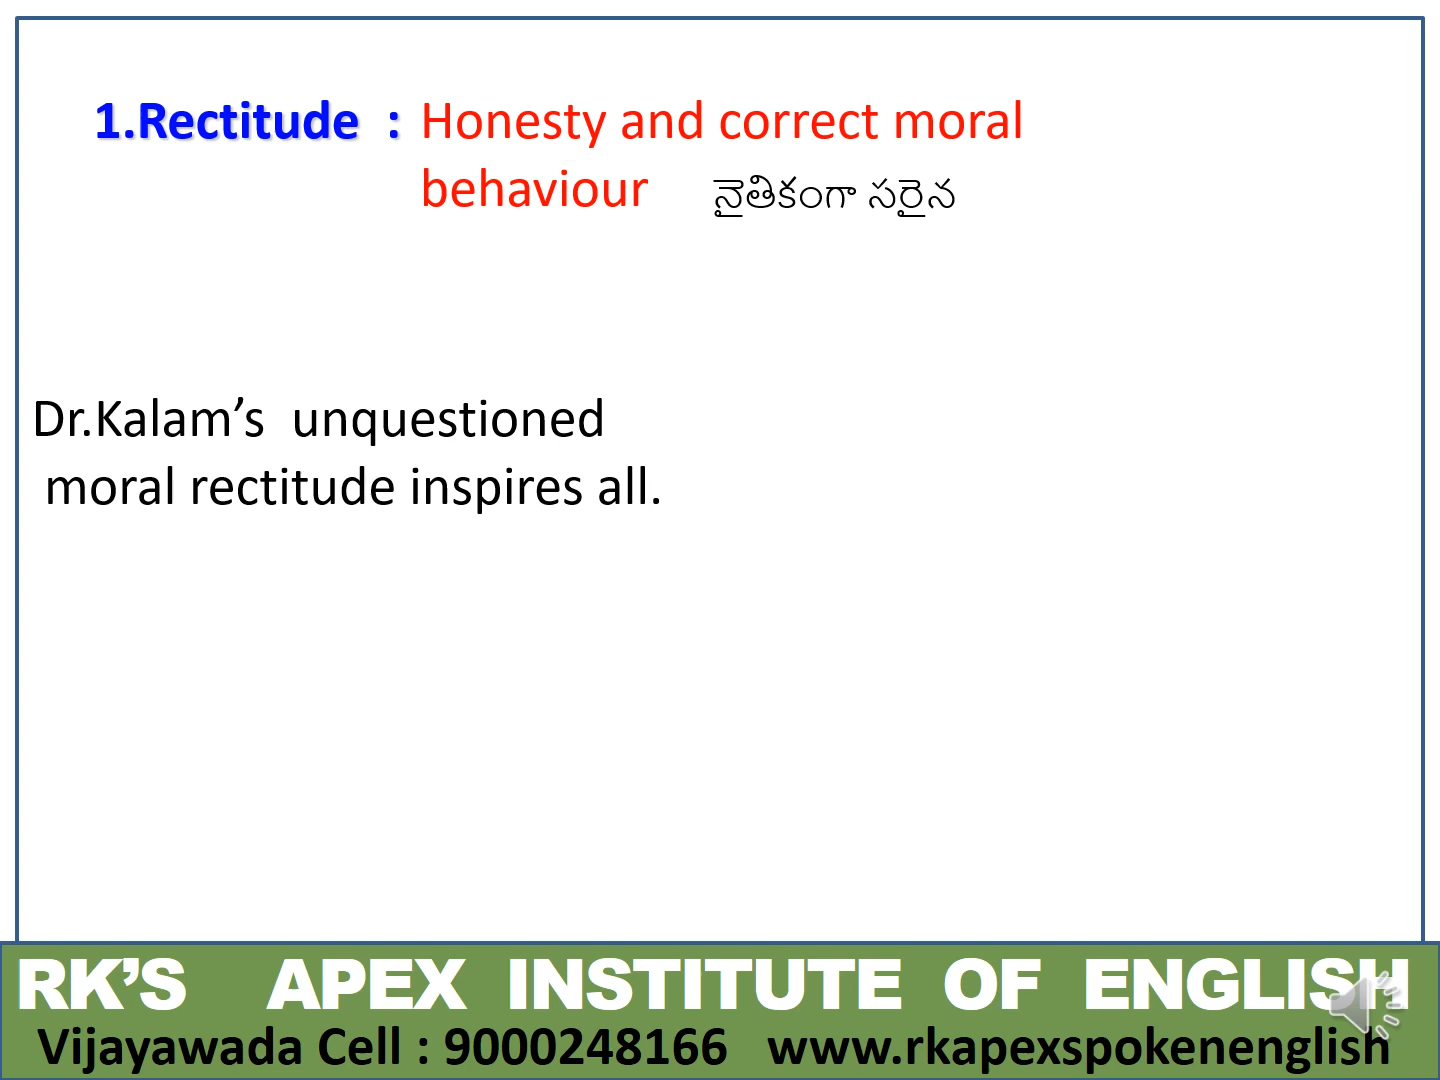 1.Rectitude : Honesty and correct moral
behaviour నైతికంగా సరైన
Dr.Kalam’s unquestioned
moral rectitude inspires all.
RK’S APEX INSTITUTE OF ENGLISH
Vijayawada Cell : 9000248166 www.rkapexspokenenglish